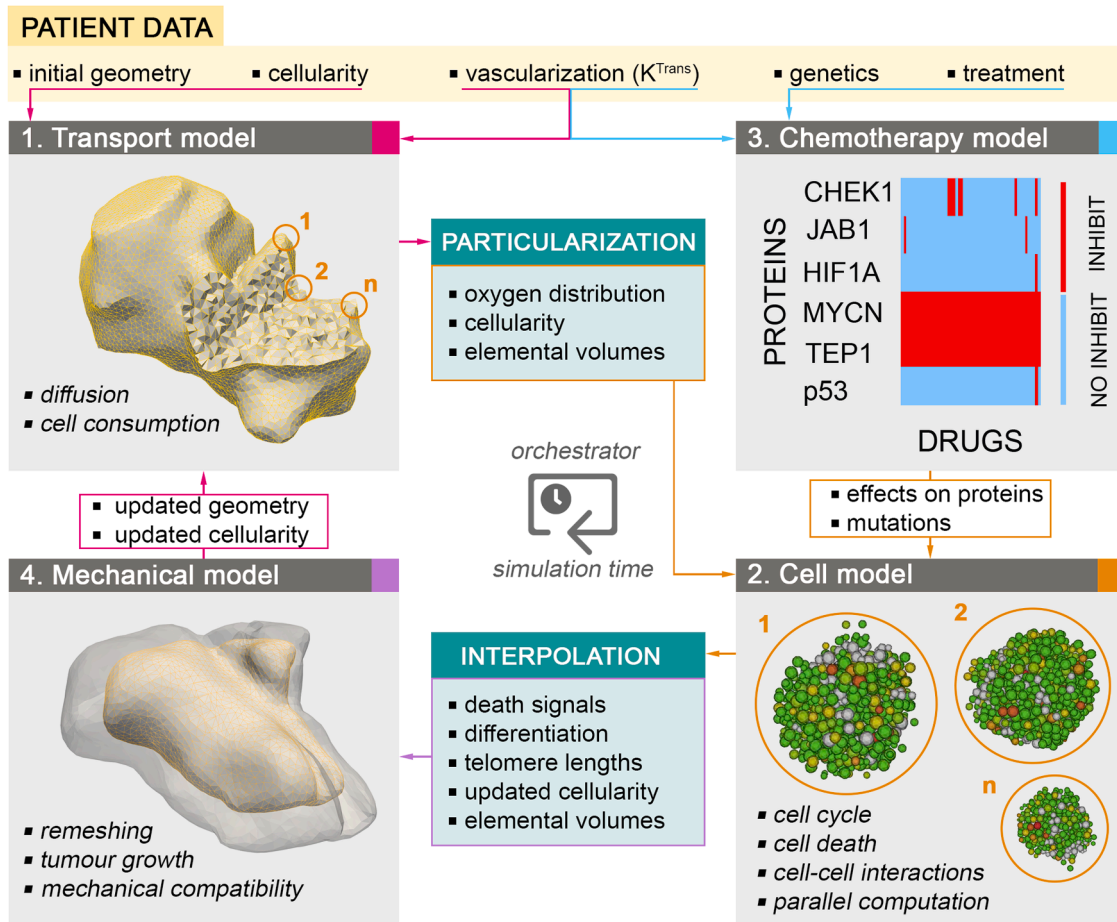 PATIENT DATA
▪ initial geometry ▪ cellularity ▪ vascularization (K^Trans) ▪ genetics ▪ treatment
1. Transport model
1
2
n
▪ diffusion
▪ cell consumption
PARTICULARIZATION
▪ oxygen distribution
▪ cellularity
▪ elemental volumes
3. Chemotherapy model
PROTEINS
CHEK1
JAB1
HIF1A
MYCN
TEP1
p53
DRUGS
INHIBIT
NO INHIBIT
orchestrator
simulation time
▪ updated geometry
▪ updated cellularity
▪ effects on proteins
▪ mutations
4. Mechanical model
▪ remeshing
▪ tumour growth
▪ mechanical compatibility
INTERPOLATION
▪ death signals
▪ differentiation
▪ telomere lengths
▪ updated cellularity
▪ elemental volumes
2. Cell model
1
2
n
▪ cell cycle
▪ cell death
▪ cell-cell interactions
▪ parallel computation